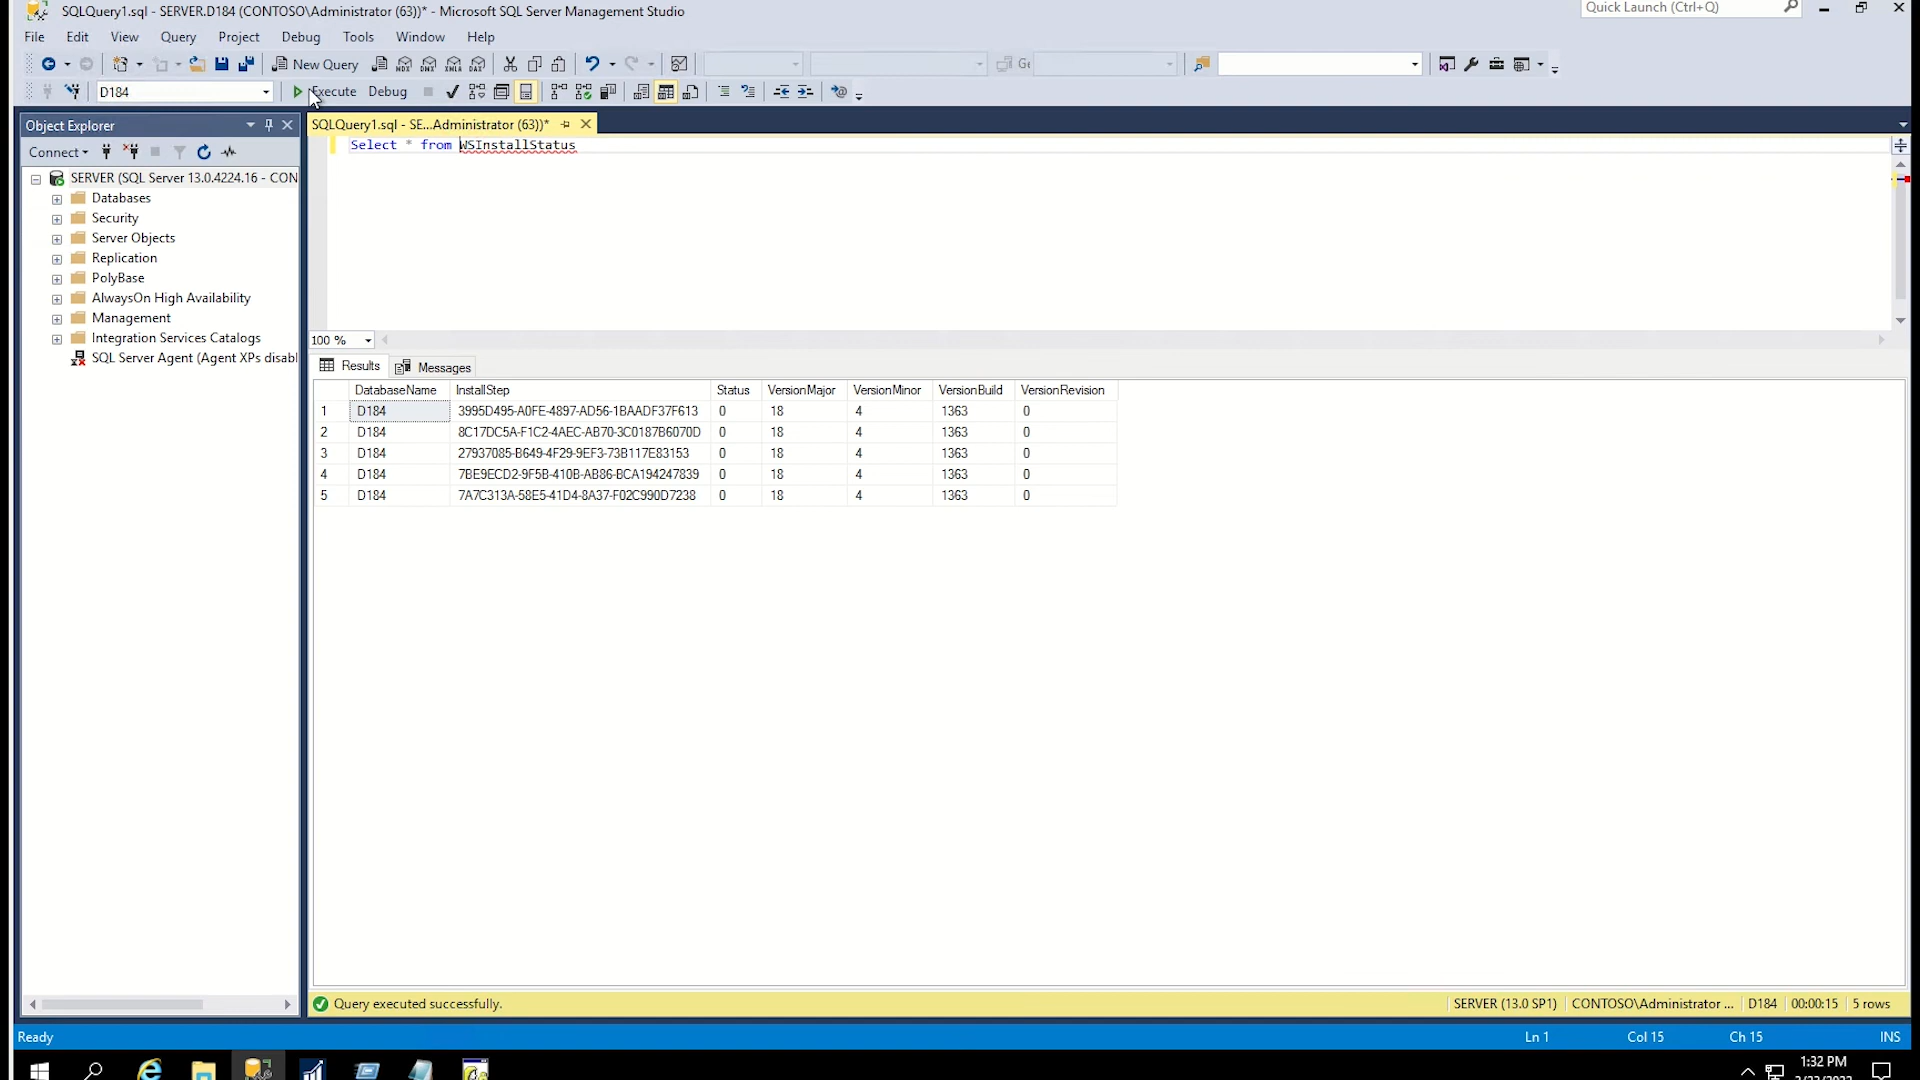 SQLQuery1.sql - SERVER.D184 (CONTOSO\Administrator (63))* - Microsoft SQL Server Management Studio
Quick Launch (Ctrl+Q)
File Edit View Query Project Debug Tools Window Help
New Query
D184 Execute Debug
Object Explorer
SQLQuery1.sql - SE...Administrator (63))*
Connect
Select * from WSInstallStatus
SERVER (SQL Server 13.0.4224.16 - CON
Databases
Security
Server Objects
Replication
PolyBase
AlwaysOn High Availability
Management
Integration Services Catalogs
SQL Server Agent (Agent XPs disabl
100 %
Results Messages
DatabaseName InstallStep Status VersionMajor VersionMinor VersionBuild VersionRevision
1 D184 3995D495-A0FE-4897-AD56-1BAADF37F613 0 18 4 1363 0
2 D184 8C17DC5A-F1C2-4AEC-AB70-3C0187B6070D 0 18 4 1363 0
3 D184 27937085-B649-4F29-9EF3-73B117E83153 0 18 4 1363 0
4 D184 7BE9ECD2-9F5B-410B-AB86-BCA194247839 0 18 4 1363 0
5 D184 7A7C313A-58E5-41D4-8A37-F02C990D7238 0 18 4 1363 0
Query executed successfully.
SERVER (13.0 SP1) CONTOSO\Administrator ... D184 00:00:15 5 rows
Ready Ln 1 Col 15 Ch 15 INS
1:32 PM